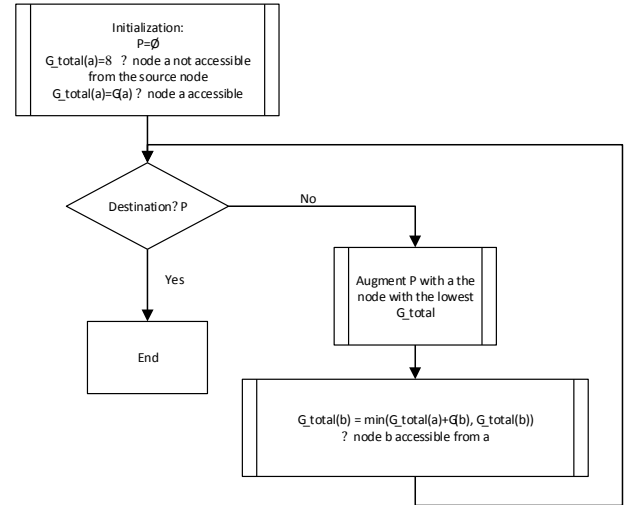 Initialization:
P=Ø
G_total(a)=8 ? node a not accessible
from the source node
G_total(a)=G(a) ? node a accessible
Destination? P
No
Yes
Augment P with a the
node with the lowest
G_total
End
G_total(b) = min(G_total(a)+G(b), G_total(b))
? node b accessible from a